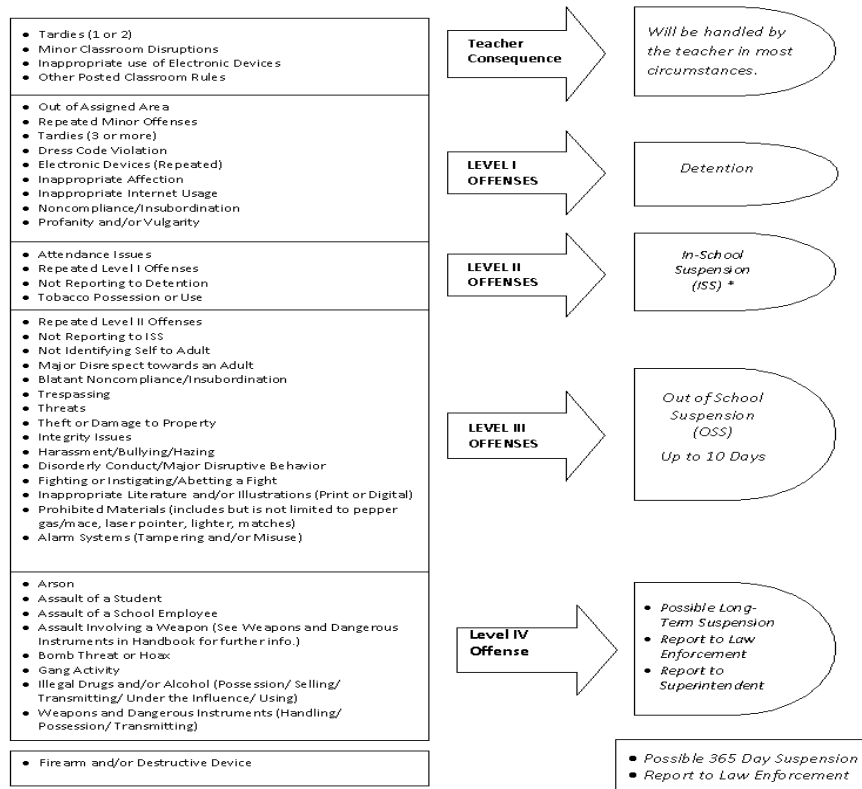 • Tardies (1 or 2)
• Minor Classroom Disruptions
• Inappropriate use of Electronic Devices
• Other Posted Classroom Rules
Teacher
Consequence
Will be handled by
the teacher in most
circumstances.
• Out of Assigned Area
• Repeated Minor Offenses
• Tardies (3 or more)
• Dress Code Violation
• Electronic Devices (Repeated)
• Inappropriate Affection
• Inappropriate Internet Usage
• Noncompliance/Insubordination
• Profanity and/or Vulgarity
LEVEL I
OFFENSES
Detention
• Attendance Issues
• Repeated Level I Offenses
• Not Reporting to Detention
• Tobacco Possession or Use
LEVEL II
OFFENSES
In-School
Suspension
(ISS) *
• Repeated Level II Offenses
• Not Reporting to ISS
• Not Identifying Self to Adult
• Major Disrespect towards an Adult
• Blatant Noncompliance/Insubordination
• Trespassing
• Threats
• Theft or Damage to Property
• Integrity Issues
• Harassment/Bullying/Hazing
• Disorderly Conduct/Major Disruptive Behavior
• Fighting or Instigating/Abetting a Fight
• Inappropriate Literature and/or Illustrations (Print or Digital)
• Prohibited Materials (includes but is not limited to pepper
gas/mace, laser pointer, lighter, matches)
• Alarm Systems (Tampering and/or Misuse)
LEVEL III
OFFENSES
Out of School
Suspension
(OSS)
Up to 10 Days
• Arson
• Assault of a Student
• Assault of a School Employee
• Assault Involving a Weapon (See Weapons and Dangerous
Instruments in Handbook for further info.)
• Bomb Threat or Hoax
• Gang Activity
• Illegal Drugs and/or Alcohol (Possession/ Selling/
Transmitting/ Under the Influence/ Using)
• Weapons and Dangerous Instruments (Handling/
Possession/ Transmitting)
Level IV
Offense
• Possible Long-
Term Suspension
• Report to Law
Enforcement
• Report to
Superintendent
• Firearm and/or Destructive Device
• Possible 365 Day Suspension
• Report to Law Enforcement